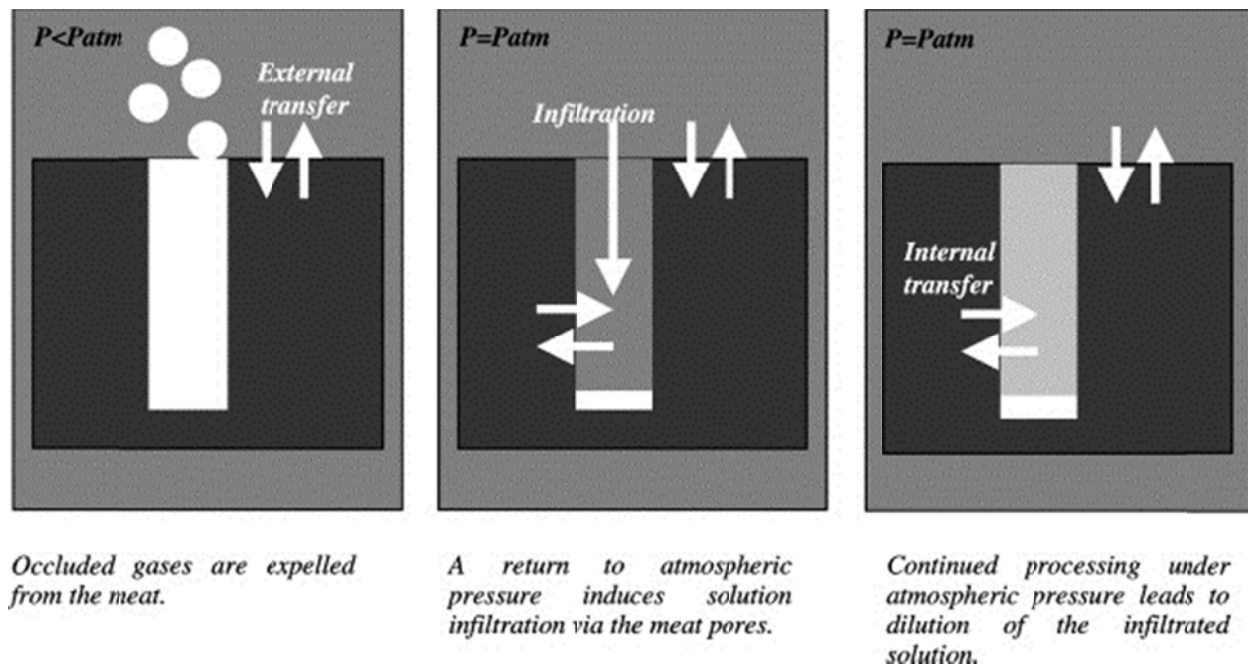 P<Patm
External
transfer
P=Patm
Infiltration
P=Patm
Internal
transfer
Occluded gases are expelled
from the meat.
A return to atmospheric
pressure induces solution
infiltration via the meat pores.
Continued processing under
atmospheric pressure leads to
dilution of the infiltrated
solution.